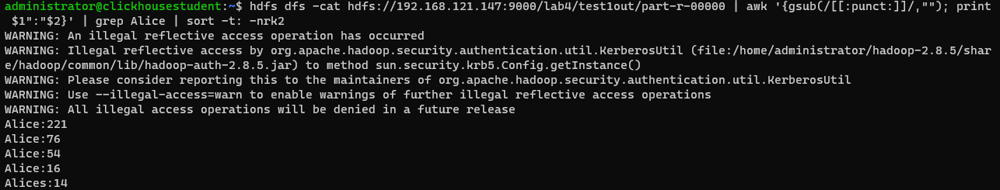 administrator@clickhousestudent:~$ hdfs dfs -cat hdfs://192.168.121.147:9000/lab4/test1out/part-r-00000 | awk '{gsub(/[[:punct:]]/,""); print
 $1":"$2}' | grep Alice | sort -t: -nrk2
WARNING: An illegal reflective access operation has occurred
WARNING: Illegal reflective access by org.apache.hadoop.security.authentication.util.KerberosUtil (file:/home/administrator/hadoop-2.8.5/shar
e/hadoop/common/lib/hadoop-auth-2.8.5.jar) to method sun.security.krb5.Config.getInstance()
WARNING: Please consider reporting this to the maintainers of org.apache.hadoop.security.authentication.util.KerberosUtil
WARNING: Use --illegal-access=warn to enable warnings of further illegal reflective access operations
WARNING: All illegal access operations will be denied in a future release
Alice:221
Alice:76
Alice:54
Alice:16
Alices:14